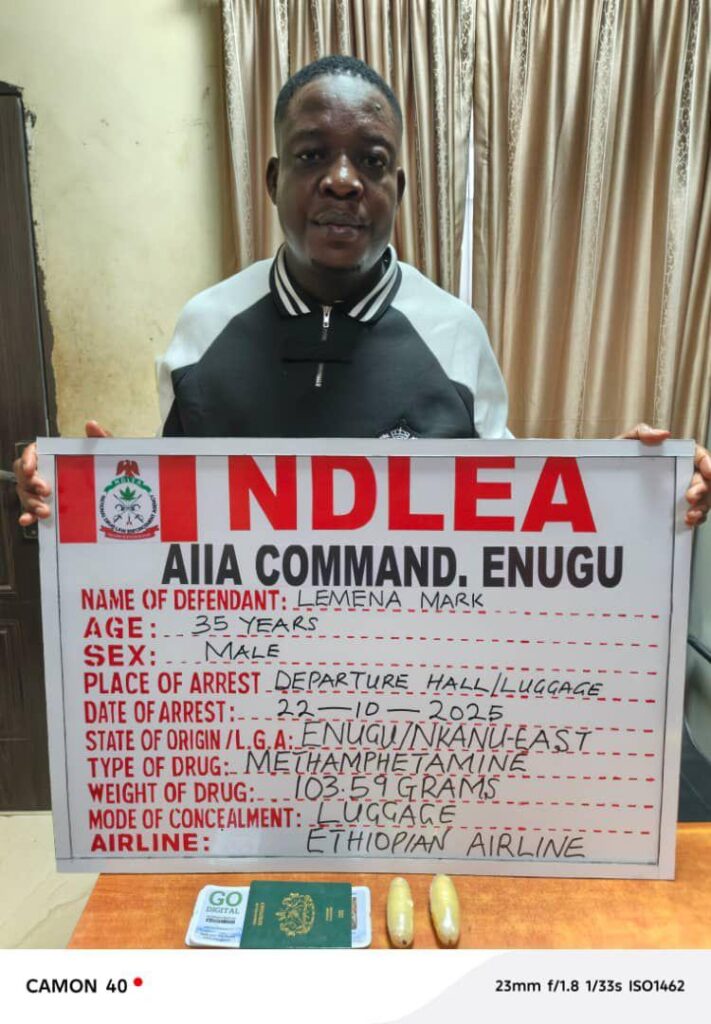 NDLEA
NDLEA
AIIA COMMAND. ENUGU
NAME OF DEFENDANT: LEMENA MARK
AGE: 35 YEARS
SEX: MALE
PLACE OF ARREST DEPARTURE HALL/LUGGAGE
DATE OF ARREST: 22-10-2025
STATE OF ORIGIN/L.G.A: ENUGU/NKANU-EAST
TYPE OF DRUG: METHAMPHETAMINE
WEIGHT OF DRUG: 103.59 GRAMS
MODE OF CONCEALMENT: LUGGAGE
AIRLINE: ETHIOPIAN AIRLINE
GO
DIGITAL
CAMON 40
23mm f/1.8 1/33s ISO1462